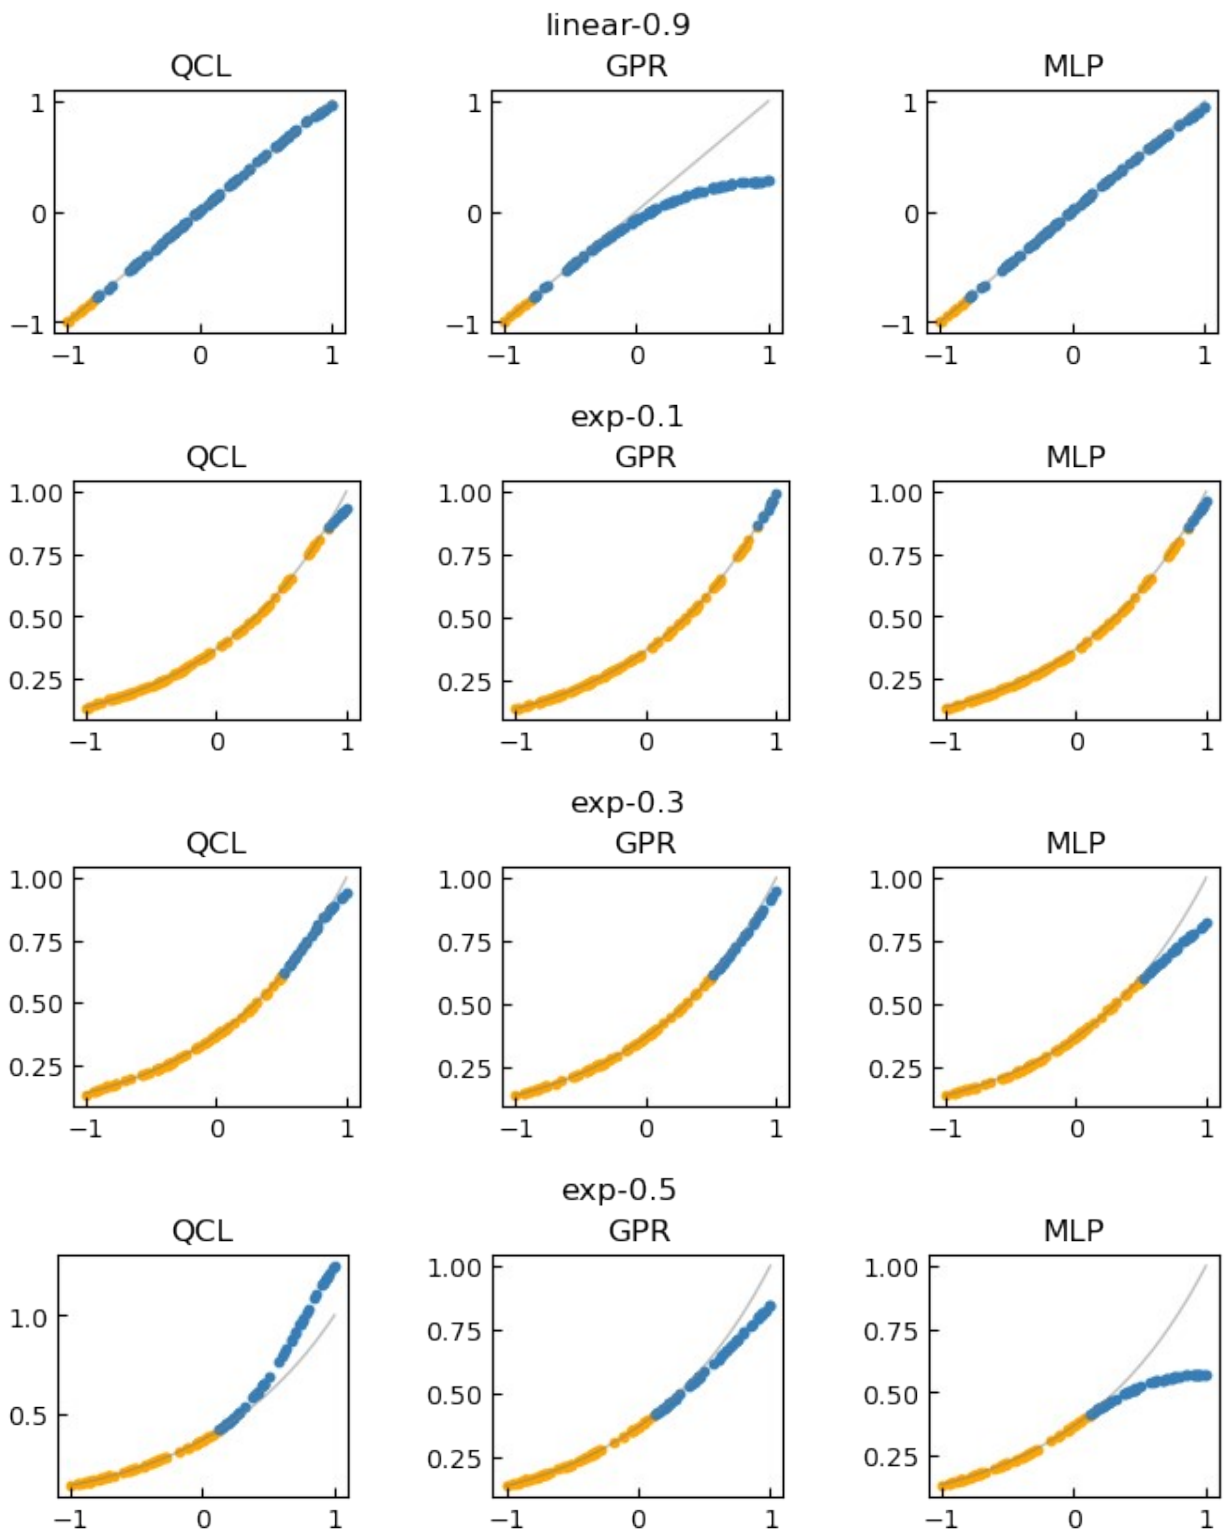 linear-0.9
QCL GPR MLP
1 1 1
0 0 0
−1 −1 −1
−1 0 1 −1 0 1 −1 0 1
exp-0.1
QCL GPR MLP
1.00 1.00 1.00
0.75 0.75 0.75
0.50 0.50 0.50
0.25 0.25 0.25
−1 0 1 −1 0 1 −1 0 1
exp-0.3
QCL GPR MLP
1.00 1.00 1.00
0.75 0.75 0.75
0.50 0.50 0.50
0.25 0.25 0.25
−1 0 1 −1 0 1 −1 0 1
exp-0.5
QCL GPR MLP
1.00 1.00
1.0 0.75 0.75
0.5 0.50 0.50
0.25 0.25
−1 0 1 −1 0 1 −1 0 1